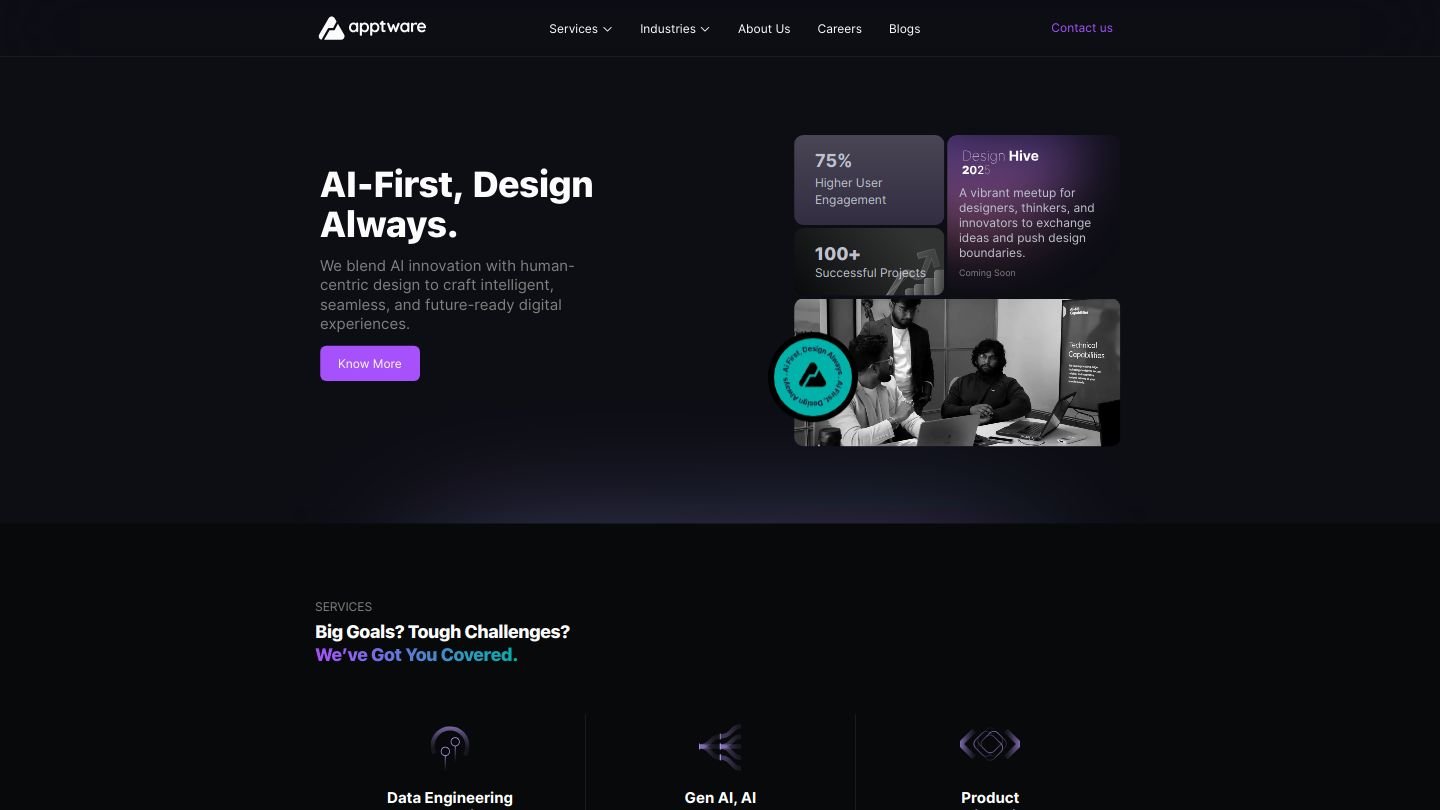 apptware
Services
Industries
About Us
Careers
Blogs
Contact us
AI-First, Design
Always.
We blend AI innovation with human-
centric design to craft intelligent,
seamless, and future-ready digital
experiences.
Know More
75%
Higher User
Engagement
100+
Successful Projects
Design Hive
2025
A vibrant meetup for
designers, thinkers, and
innovators to exchange
ideas and push design
boundaries.
Coming Soon
Ai First, Design Always. Ai First, Design Always.
Technical
Capabilities
SERVICES
Big Goals? Tough Challenges?
We’ve Got You Covered.
Data Engineering
Gen AI, AI
Product